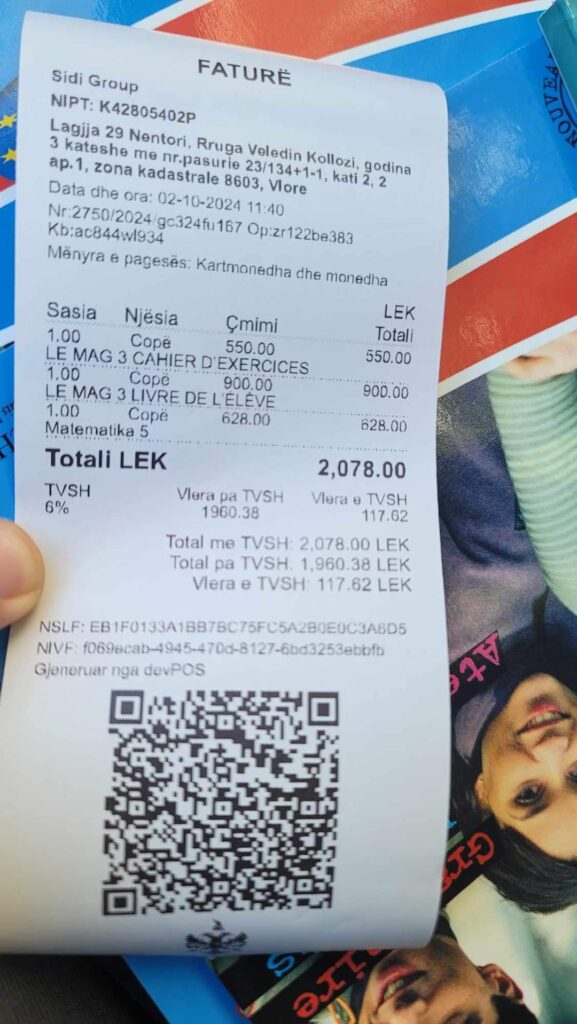 FATURË
Sidi Group
NIPT: K42805402P
Lagjja 29 Nentori, Rruga Veledin Kollozi, godina
3 kateshe me nr.pasurie 23/134+1-1, kati 2, 2
ap.1, zona kadastrale 8603, Vlore
Data dhe ora: 02-10-2024 11:40
Nr:2750/2024/gc324fu167 Op:zr122be383
Kb:ac844wl934
Mënyra e pagesës: Kartmonedha dhe monedha
LEK
Sasia Njësia Çmimi Totali
1.00 Copë 550.00 550.00
LE MAG 3 CAHIER D'EXERCICES
1.00 Copë 900.00 900.00
LE MAG 3 LIVRE DE L'ÉLÈVE
1.00 Copë 628.00 628.00
Matematika 5
Totali LEK 2,078.00
TVSH Vlera pa TVSH Vlera e TVSH
6% 1960.38 117.62
Total me TVSH: 2,078.00 LEK
Total pa TVSH: 1,960.38 LEK
Vlera e TVSH: 117.62 LEK
NSLF: EB1F0133A1BB7BC75FC5A2B0E0C3A6D5
NIVF: f069ecab-4945-470d-8127-6bd3253ebbfb
Gjeneruar nga devPOS